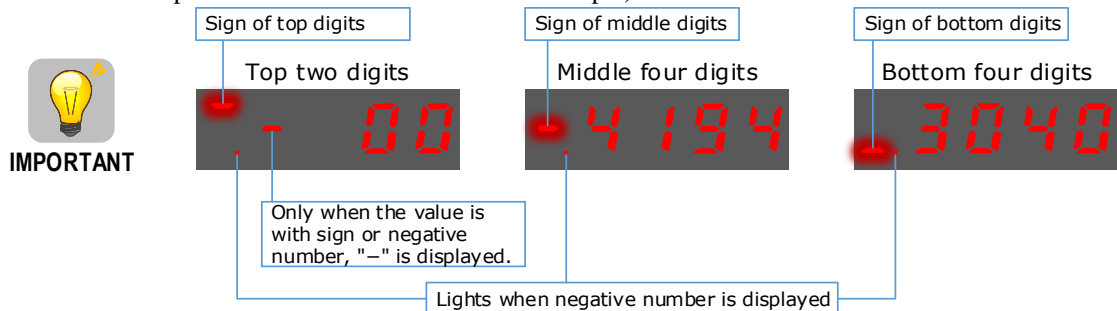 Sign of top digits
Sign of middle digits
Sign of bottom digits
Top two digits
Middle four digits
Bottom four digits
- 00
4194
3040
IMPORTANT
Only when the value is
with sign or negative
number, "−" is displayed.
Lights when negative number is displayed